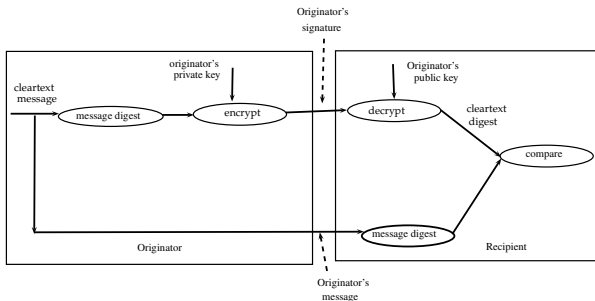 Originator's
signature
originator's
private key
Originator's
public key
cleartext
message
message digest
encrypt
decrypt
cleartext
digest
compare
message digest
Originator
Recipient
Originator's
message